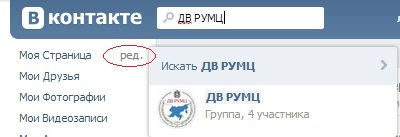 В контакте
ДВ РУМЦ
Моя Страница ред.
Искать ДВ РУМЦ
Мои Друзья
Мои Фотографии
ДВ РУМЦ
Группа, 4 участника
Мои Видеозаписи